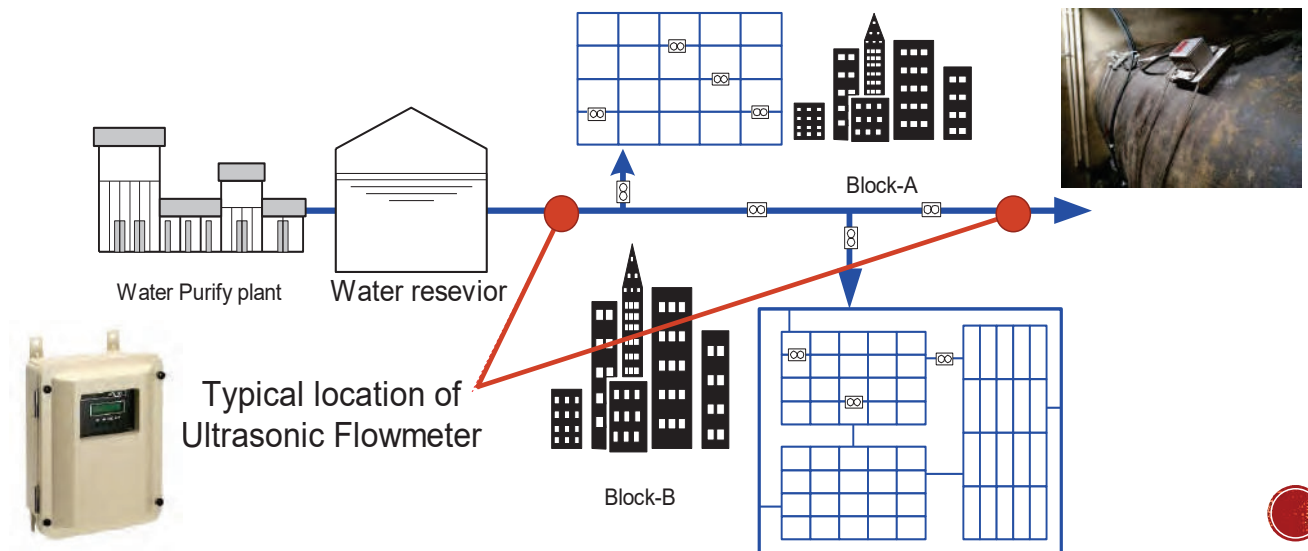 Block-A
Water Purify plant
Water resevior
Typical location of
Ultrasonic Flowmeter
Block-B